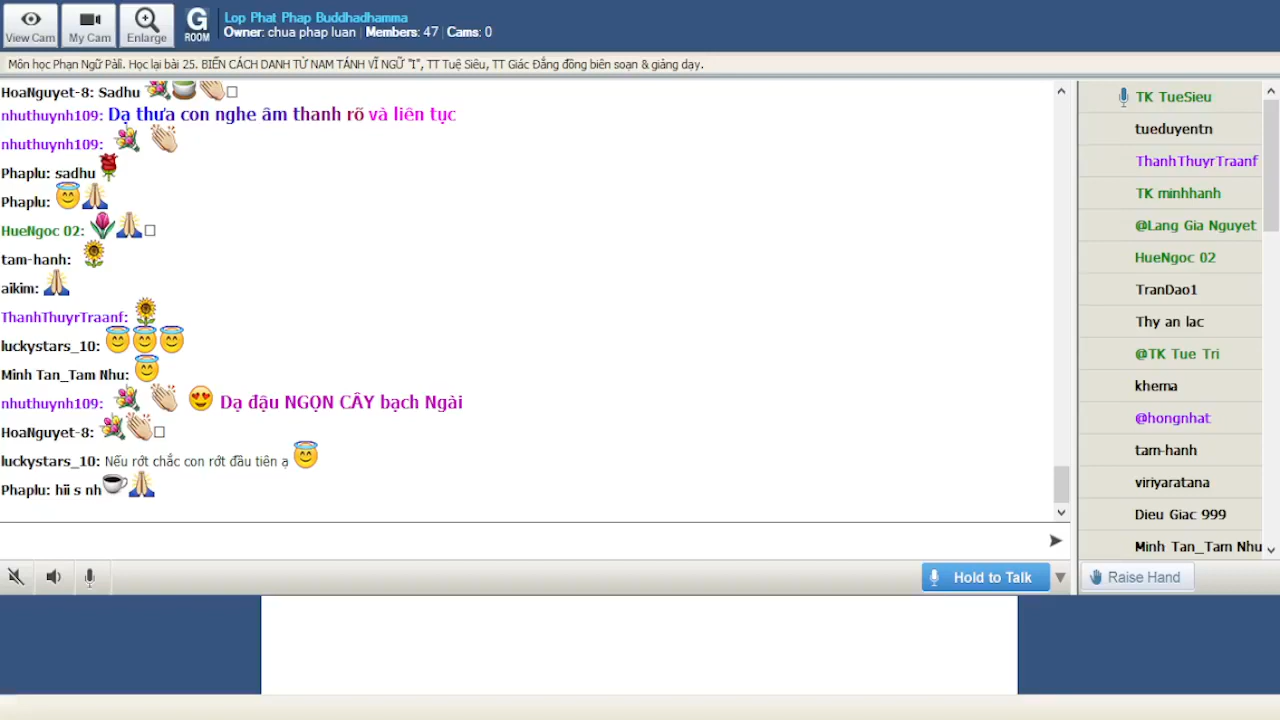 View Cam
My Cam
Enlarge
G
ROOM
Lop Phat Phap Buddhadhamma
Owner: chua phap luan | Members: 47 | Cams: 0
Môn học Phạn Ngữ Pāli. Học lại bài 25. BIẾN CÁCH DANH TỪ NAM TÁNH VĨ NGỮ "I", TT Tuệ Siêu, TT Giác Đẳng đồng biên soạn & giảng dạy.
HoaNguyet-8: Sadhu
nhuthuynh109: Dạ thưa con nghe âm thanh rõ và liên tục
nhuthuynh109:
Phaplu: sadhu
Phaplu:
HueNgoc 02:
tam-hanh:
aikim:
ThanhThuyrTraanf:
luckystars_10:
Minh Tan_Tam Nhu:
nhuthuynh109: Dạ đậu NGỌN CÂY bạch Ngài
HoaNguyet-8:
luckystars_10: Nếu rớt chắc con rớt đầu tiên ạ
Phaplu: hii s nh
TK TueSieu
tueduyentn
ThanhThuyrTraanf
TK minhhanh
@Lang Gia Nguyet
HueNgoc 02
TranDao1
Thy an lac
@TK Tue Tri
khema
@hongnhat
tam-hanh
viriyaratana
Dieu Giac 999
Minh Tan_Tam Nhu
Hold to Talk
Raise Hand